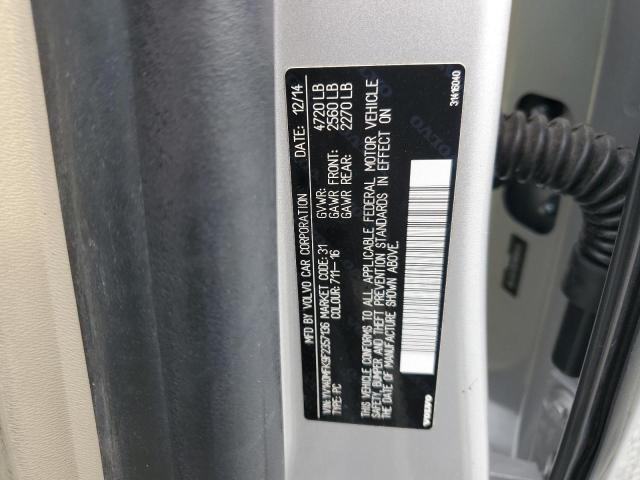 MFD BY VOLVO CAR CORPORATION DATE: 12/14
MARKET CODE: 31 GVWR: 4720 LB
COLOUR: 711-16 GAWR FRONT: 2560 LB
TYPE: PC GAWR REAR: 2270 LB
THIS VEHICLE CONFORMS TO ALL APPLICABLE FEDERAL MOTOR VEHICLE
SAFETY, BUMPER AND THEFT PREVENTION STANDARDS IN EFFECT ON
THE DATE OF MANUFACTURE SHOWN ABOVE.
VOLVO
31416040